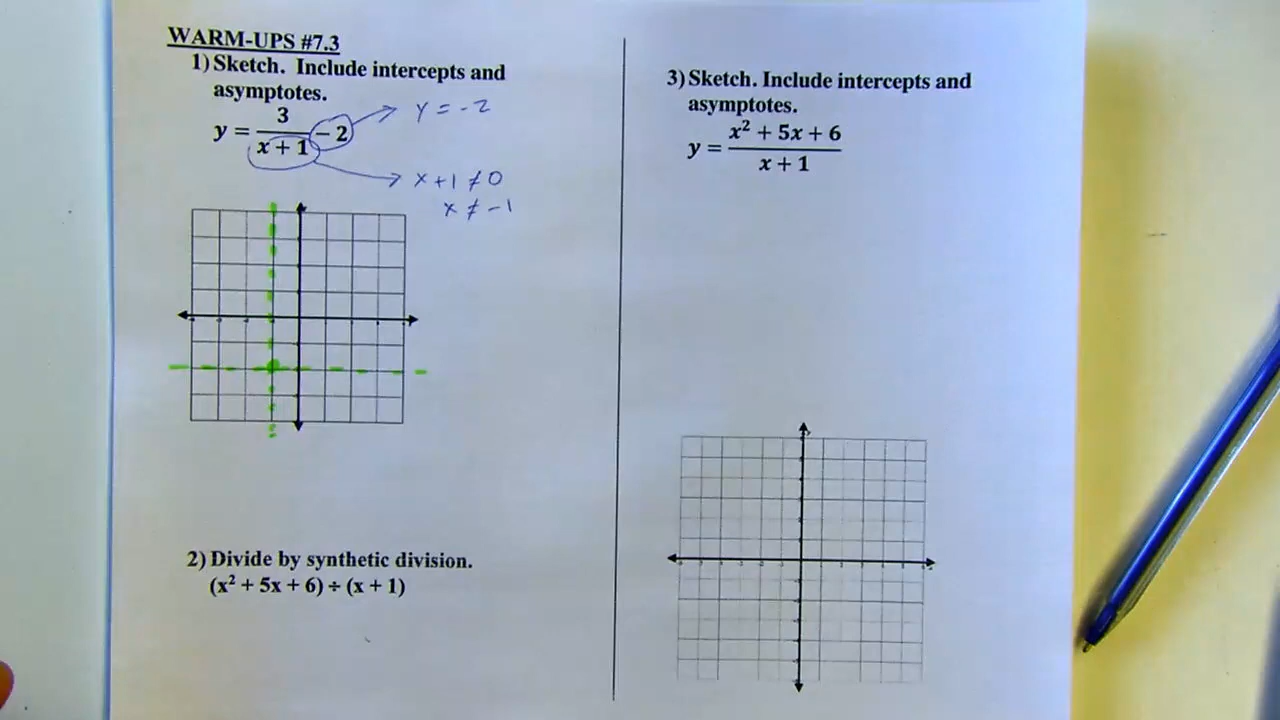 WARM-UPS #7.3
1) Sketch. Include intercepts and
asymptotes.
y = 3/(x + 1) − 2
y = -2
x + 1 ≠ 0
x ≠ -1
2) Divide by synthetic division.
(x² + 5x + 6) ÷ (x + 1)
3) Sketch. Include intercepts and
asymptotes.
y = (x² + 5x + 6)/(x + 1)